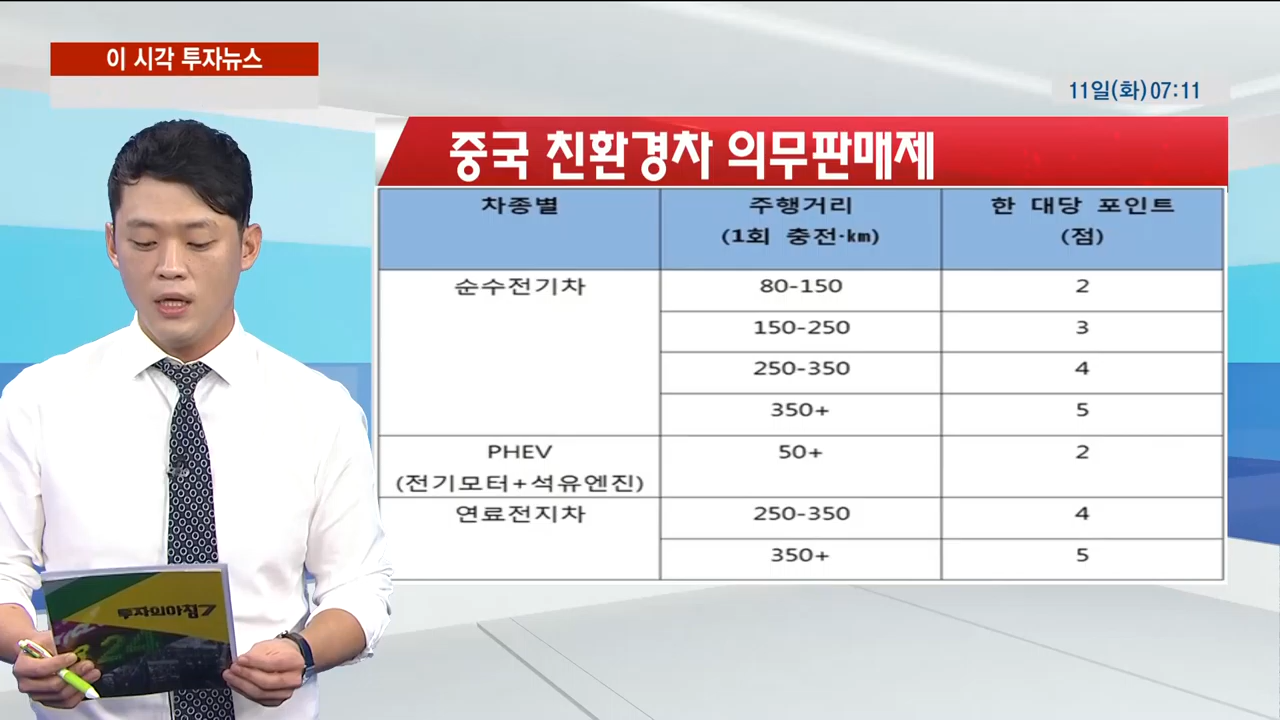 이 시각 투자뉴스
11일(화) 07:11
중국 친환경차 의무판매제
차종별 주행거리 한 대당 포인트
(1회 충전·km) (점)
순수전기차 80-150 2
150-250 3
250-350 4
350+ 5
PHEV 50+ 2
(전기모터+석유엔진)
연료전지차 250-350 4
350+ 5
투자의아침7